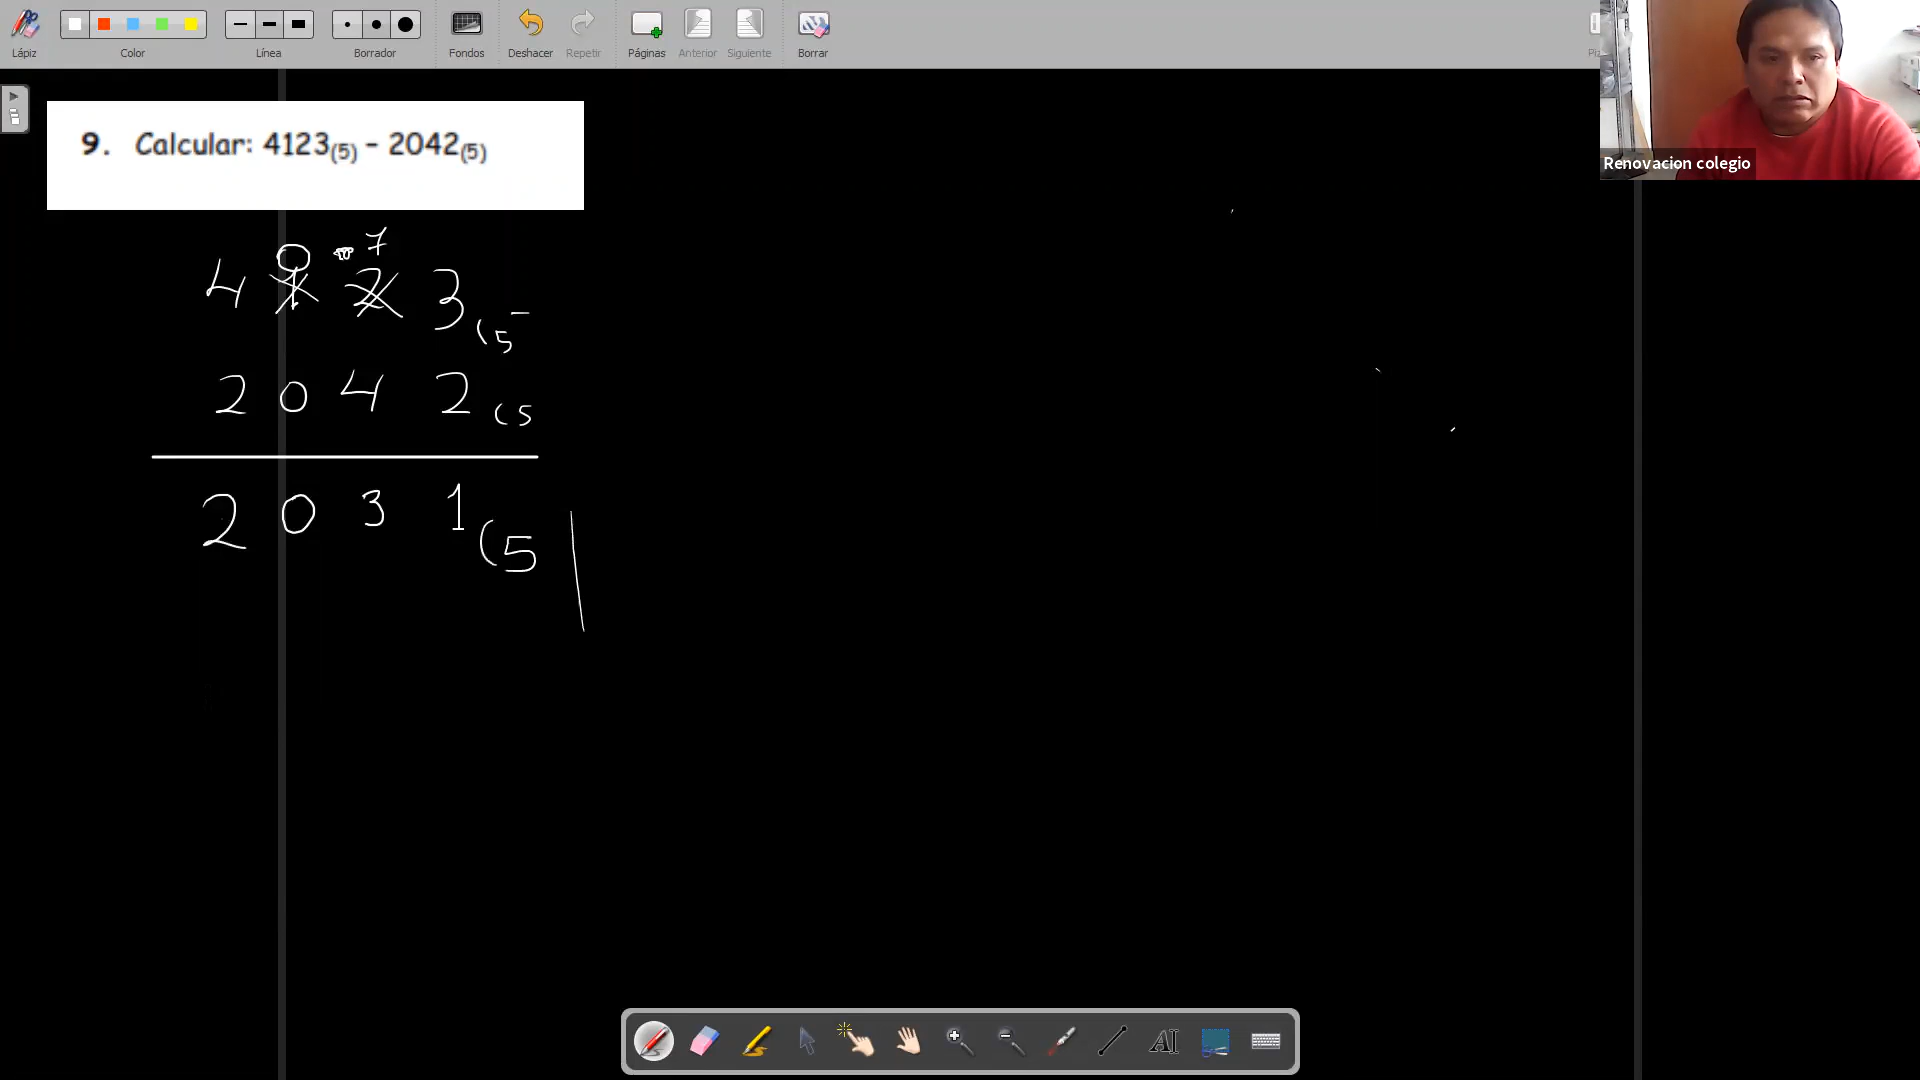 Lápiz Color Línea Borrador Fondos Deshacer Repetir Páginas Anterior Siguiente Borrar
Renovacion colegio
9. Calcular: 4123(5) - 2042(5)
0 7
4 1 2 3 (5 -
2 0 4 2 (5
2 0 3 1 (5
AI